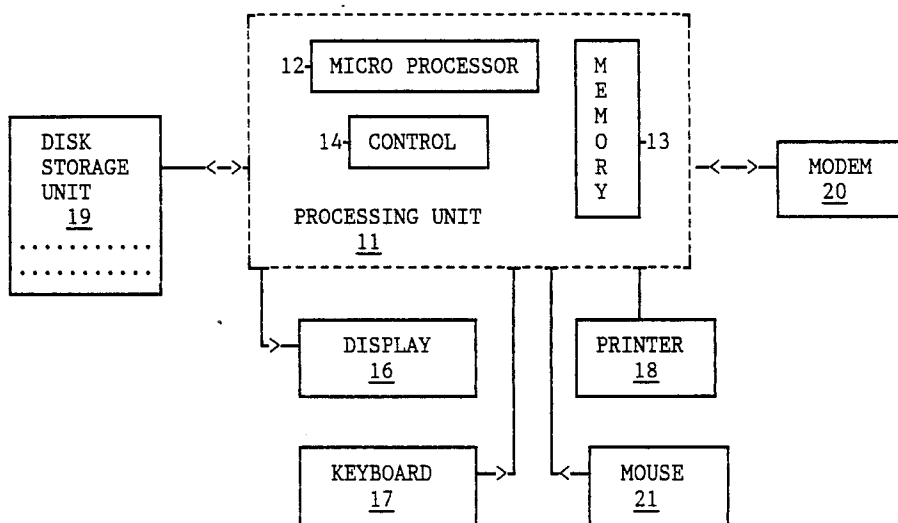 12 MICRO PROCESSOR
14 CONTROL
M
E
M
O
R
Y
13
PROCESSING UNIT
11
DISK
STORAGE
UNIT
19
MODEM
20
DISPLAY
16
PRINTER
18
KEYBOARD
17
MOUSE
21